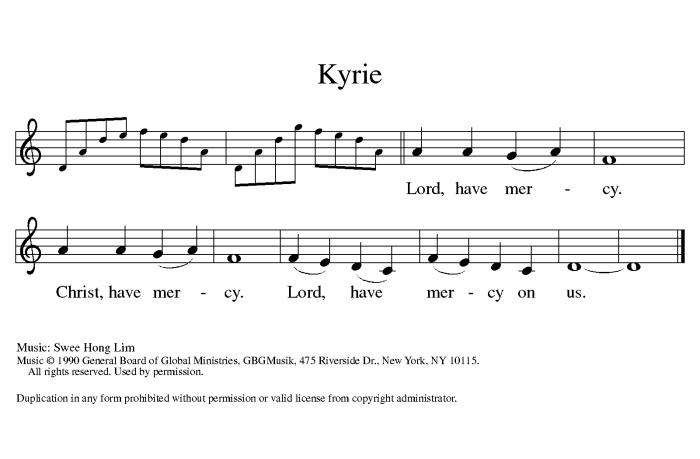 Kyrie
Lord, have mer - cy.
Christ, have mer - cy. Lord, have mer - cy on us.
Music: Swee Hong Lim
Music © 1990 General Board of Global Ministries, GBGMusik, 475 Riverside Dr., New York, NY 10115.
All rights reserved. Used by permission.
Duplication in any form prohibited without permission or valid license from copyright administrator.